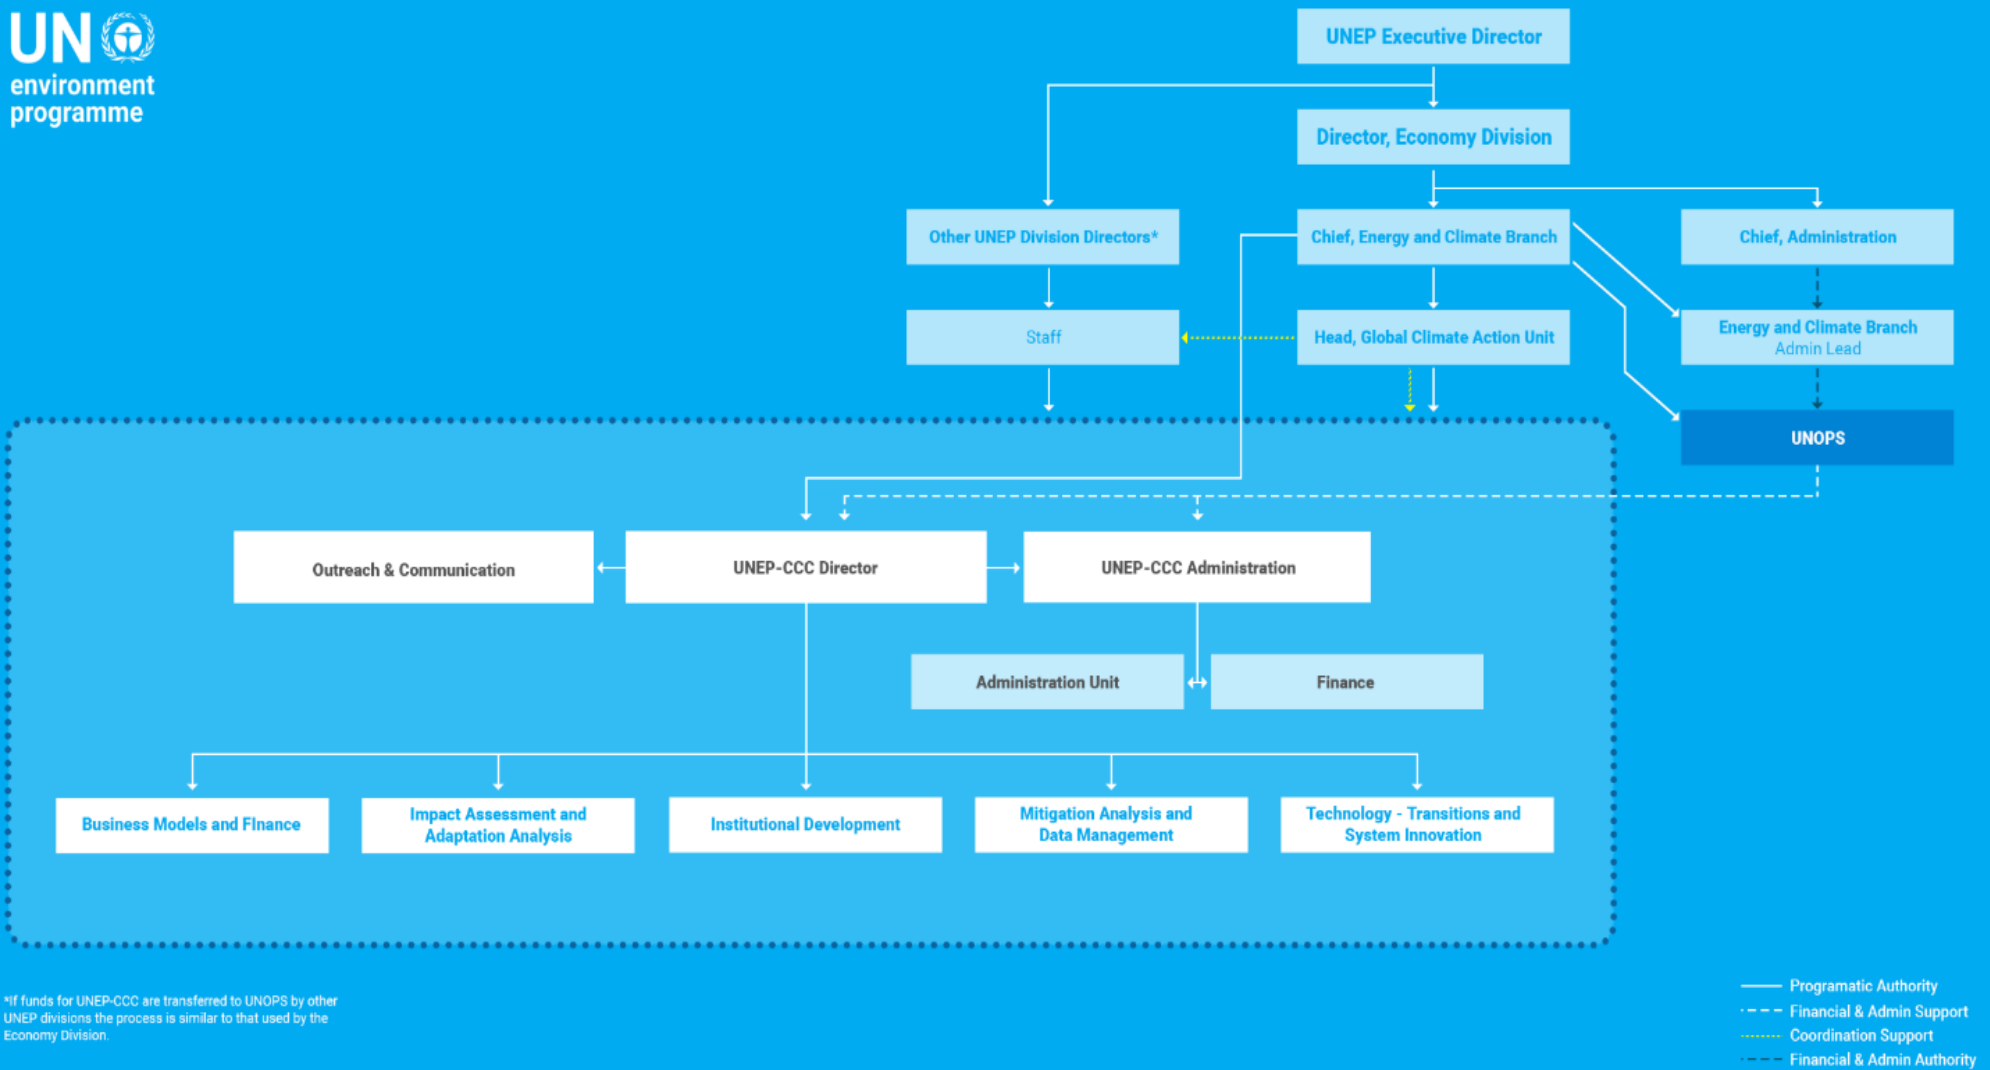 UN
environment
programme
UNEP Executive Director
Director, Economy Division
Other UNEP Division Directors*
Chief, Energy and Climate Branch
Chief, Administration
Staff
Head, Global Climate Action Unit
Energy and Climate Branch
Admin Lead
UNOPS
Outreach & Communication
UNEP-CCC Director
UNEP-CCC Administration
Administration Unit
Finance
Business Models and FInance
Impact Assessment and
Adaptation Analysis
Institutional Development
Mitigation Analysis and
Data Management
Technology - Transitions and
System Innovation
*If funds for UNEP-CCC are transferred to UNOPS by other
UNEP divisions the process is similar to that used by the
Economy Division.
Programatic Authority
Financial & Admin Support
Coordination Support
Financial & Admin Authority